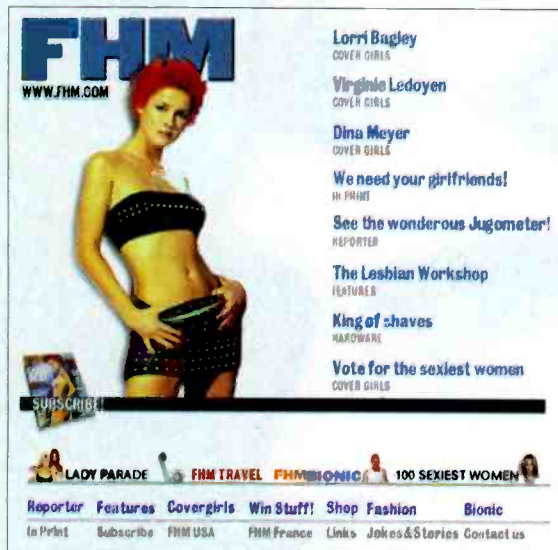 FHM
WWW.FHM.COM
Lorri Bagley
COVER GIRLS
Virginie Ledoyen
COVER GIRLS
Dina Meyer
COVER GIRLS
We need your girlfriends!
IN PRINT
See the wonderous Jugometer!
REPORTER
The Lesbian Workshop
FEATURES
King of shaves
HARDWARE
Vote for the sexiest women
COVER GIRLS
SUBSCRIBE!
LADY PARADE FHM TRAVEL FHMBIONIC 100 SEXIEST WOMEN
Reporter Features Covergirls Win Stuff! Shop Fashion Bionic
In Print Subscribe FHM USA FHM France Links Jokes&Stories Contact us